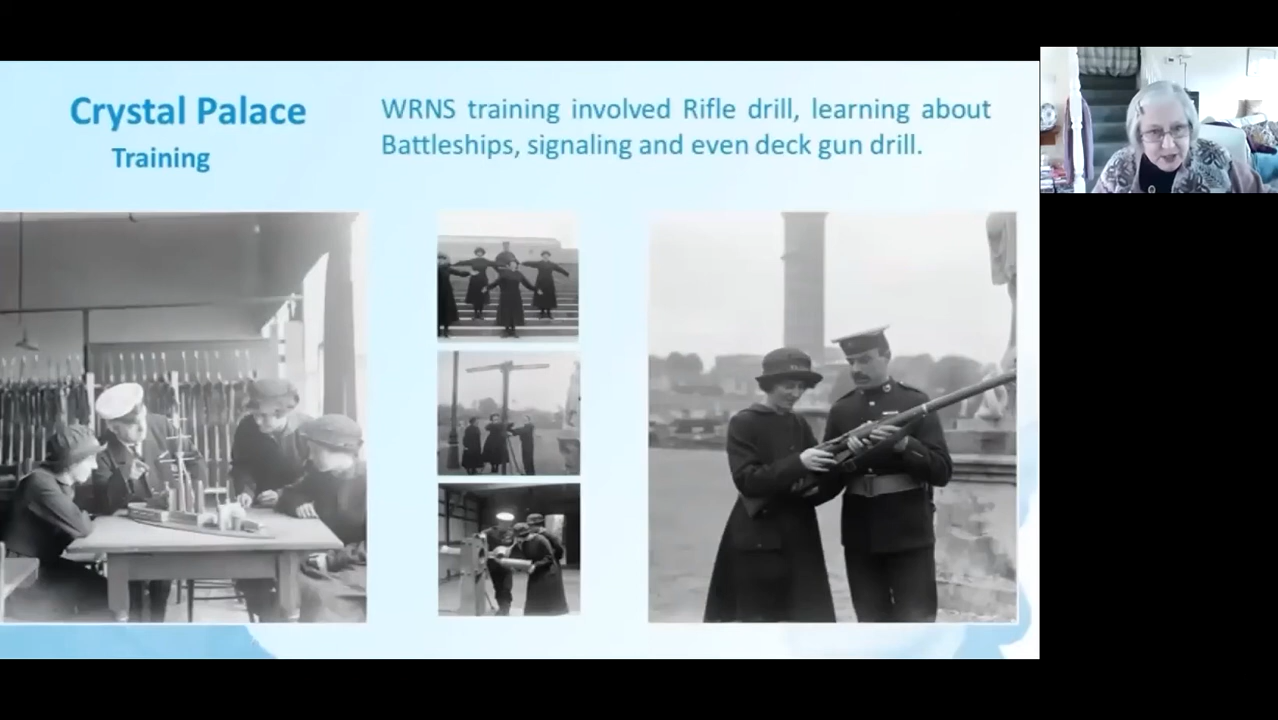 Crystal Palace
Training
WRNS training involved Rifle drill, learning about
Battleships, signaling and even deck gun drill.